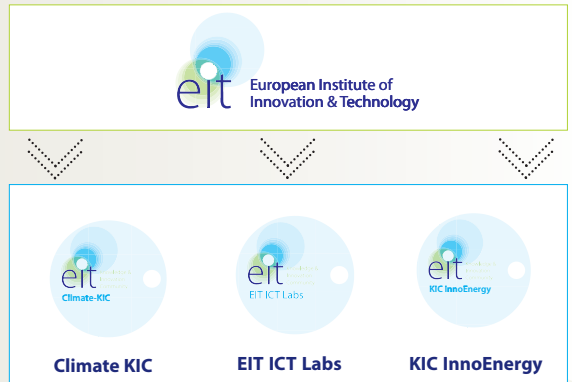 eit
European Institute of
Innovation & Technology
eit
Climate-KIC
eit
EIT ICT Labs
eit
KIC InnoEnergy
Climate KIC
EIT ICT Labs
KIC InnoEnergy